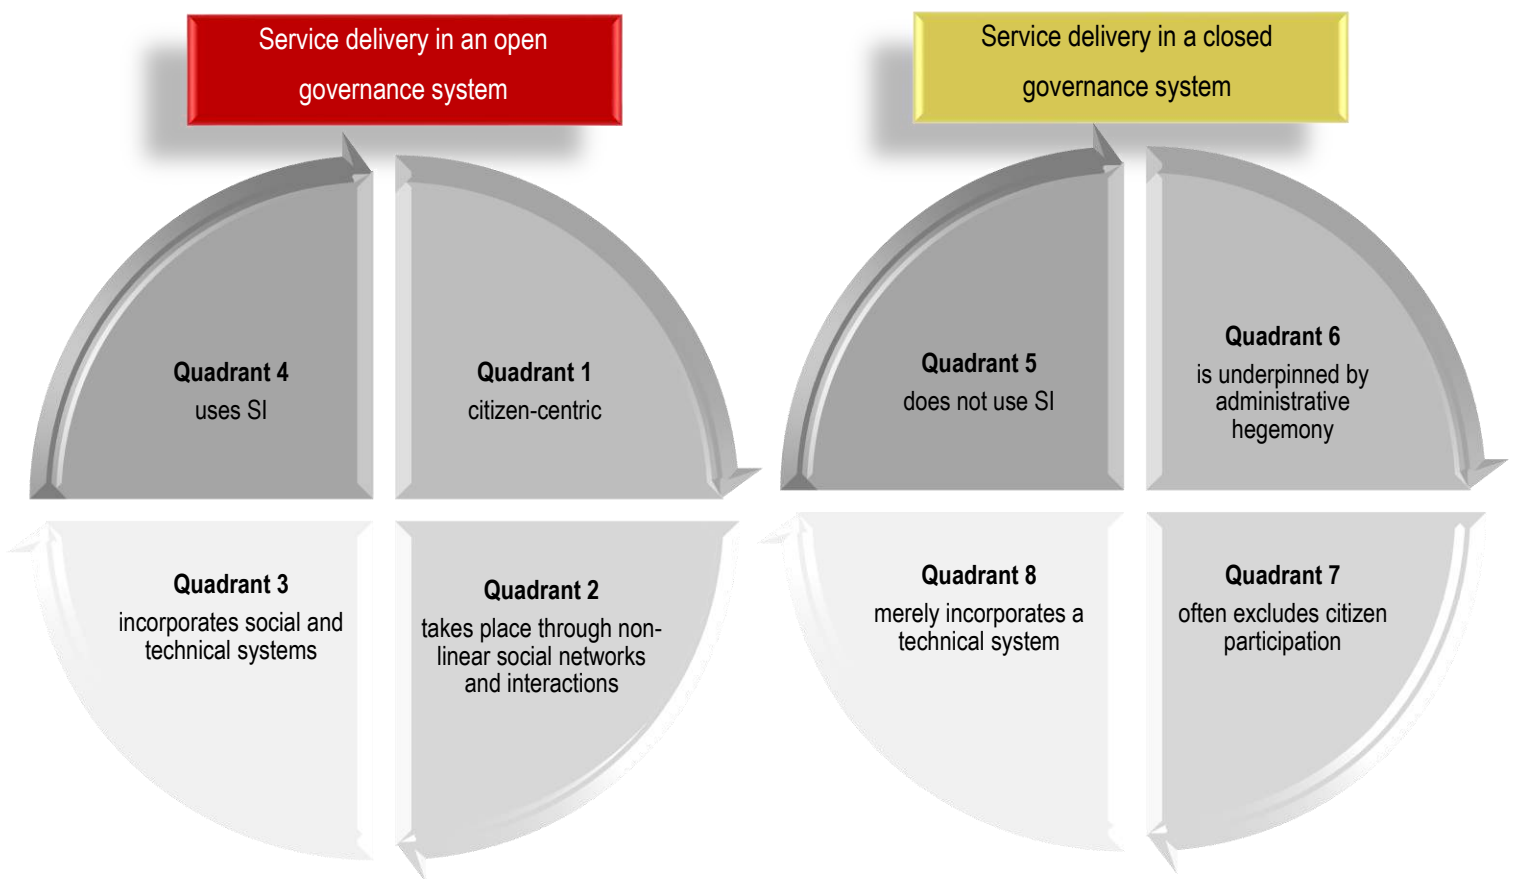 Service delivery in an open
governance system
Service delivery in a closed
governance system
Quadrant 4
uses SI
Quadrant 1
citizen-centric
Quadrant 3
incorporates social and
technical systems
Quadrant 2
takes place through non-
linear social networks
and interactions
Quadrant 5
does not use SI
Quadrant 6
is underpinned by
administrative
hegemony
Quadrant 8
merely incorporates a
technical system
Quadrant 7
often excludes citizen
participation